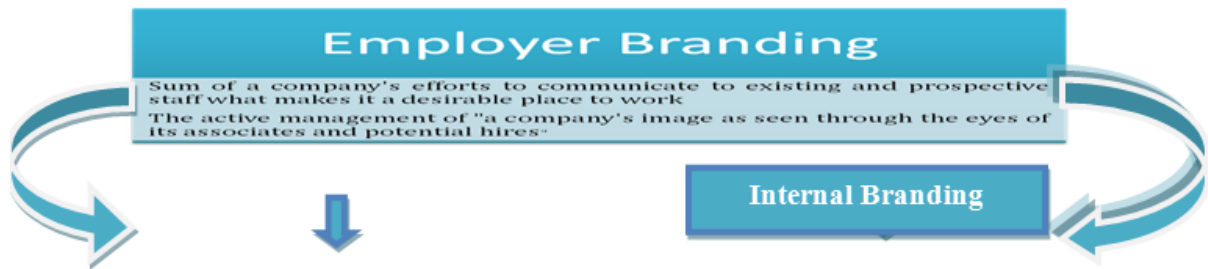 Employer Branding
Sum of a company's efforts to communicate to existing and prospective
staff what makes it a desirable place to work
The active management of "a company's image as seen through the eyes of
its associates and potential hires"
Internal Branding